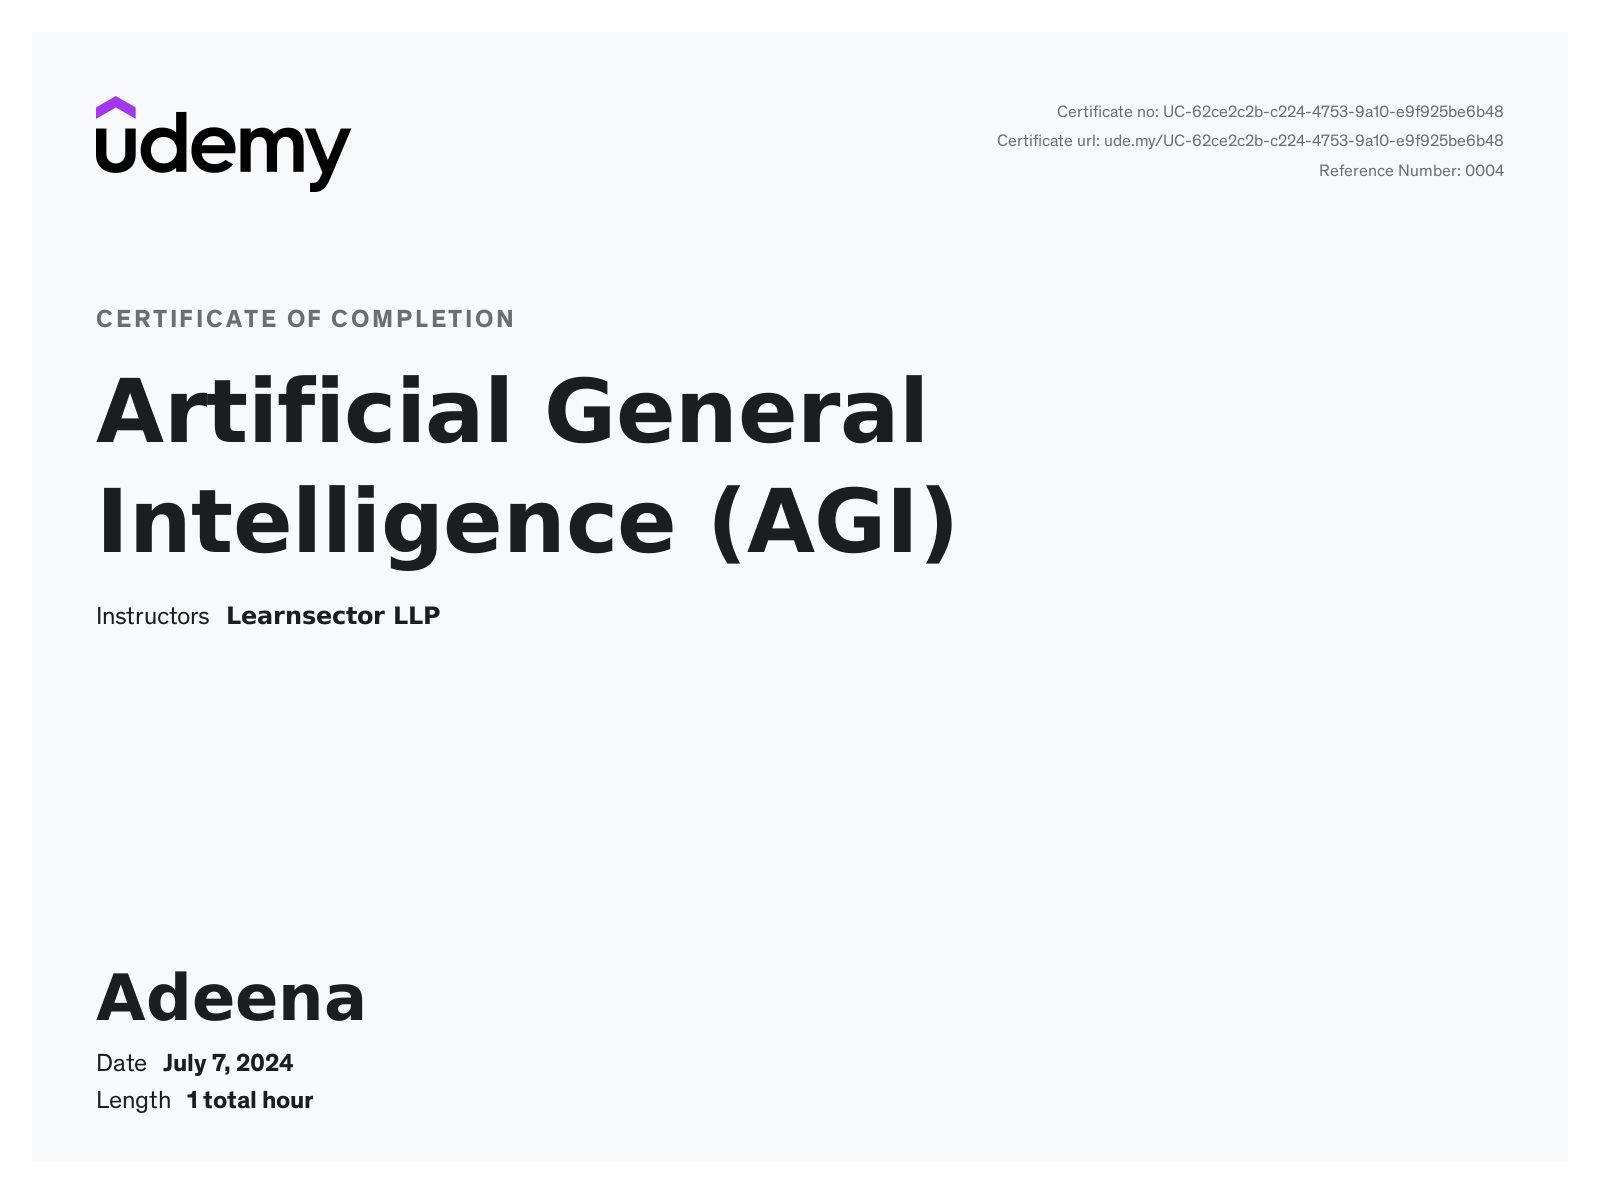 udemy
Certificate no: UC-62ce2c2b-c224-4753-9a10-e9f925be6b48
Certificate url: ude.my/UC-62ce2c2b-c224-4753-9a10-e9f925be6b48
Reference Number: 0004
CERTIFICATE OF COMPLETION
Artificial General
Intelligence (AGI)
Instructors Learnsector LLP
Adeena
Date July 7, 2024
Length 1 total hour